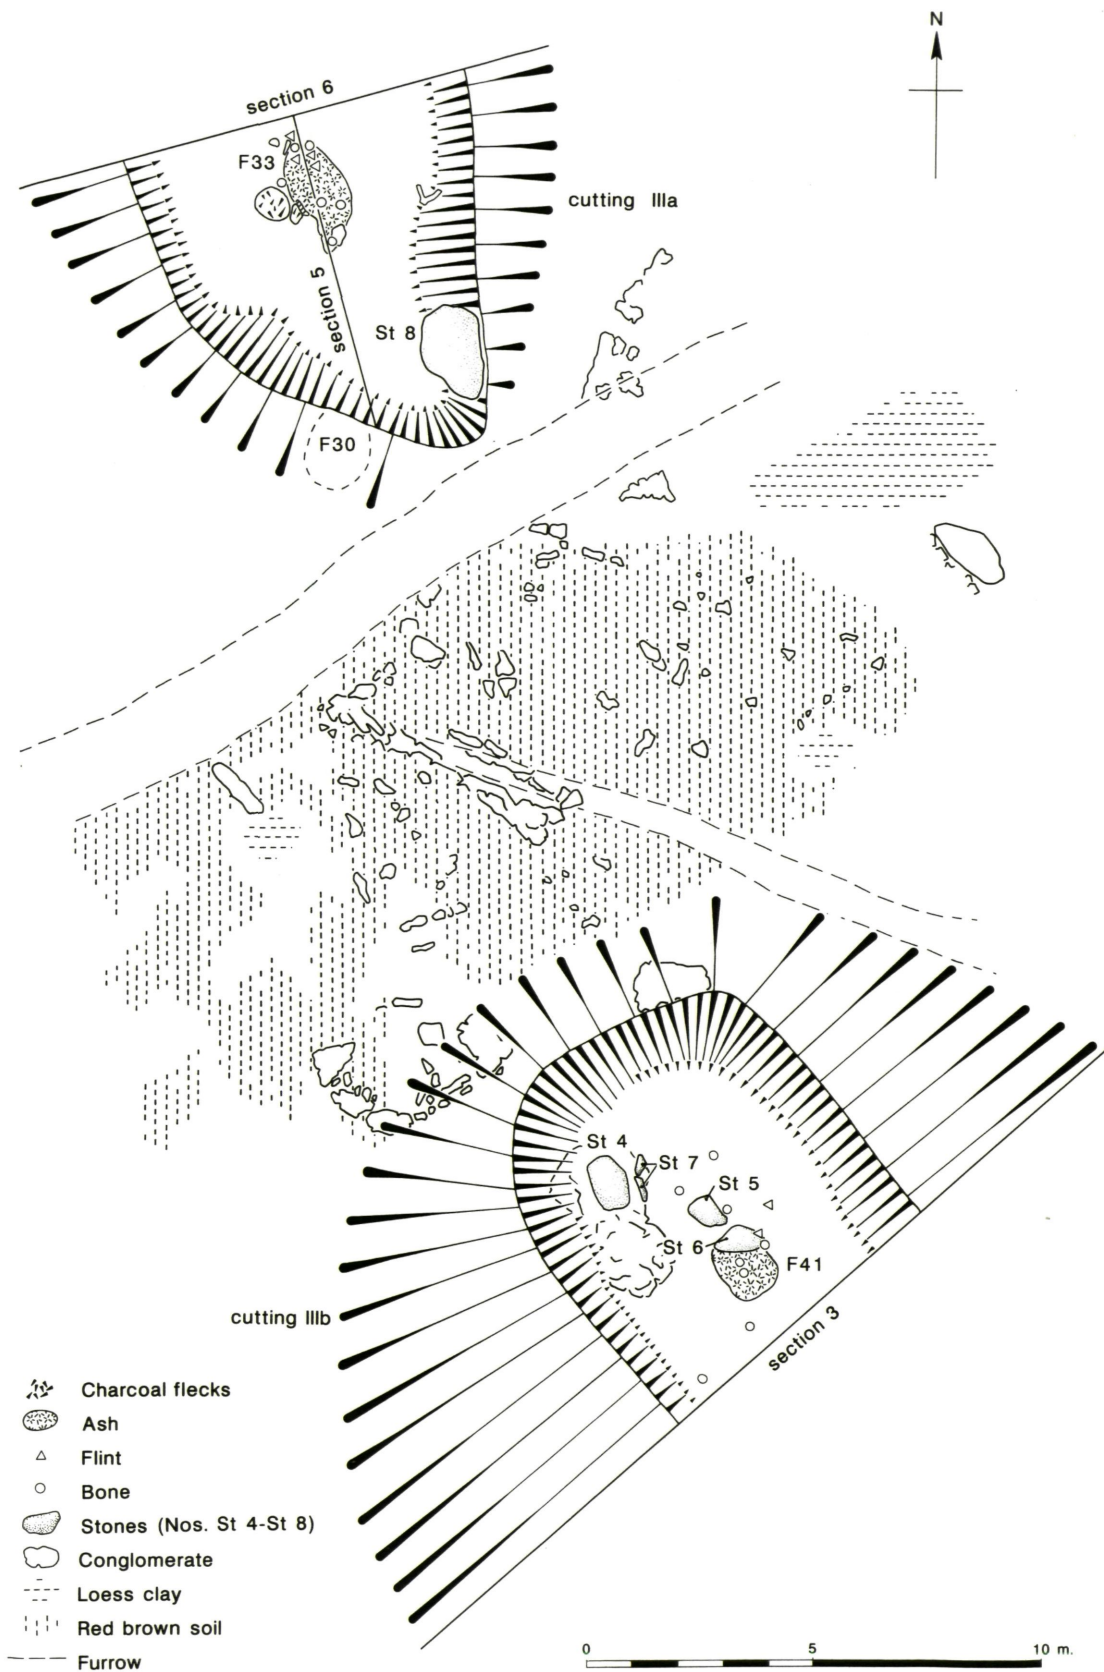 N
section 6
F33
cutting IIIa
section 5
St 8
F30
St 4
St 7
St 5
St 6
F41
cutting IIIb
section 3
Charcoal flecks
Ash
Flint
Bone
Stones (Nos. St 4-St 8)
Conglomerate
Loess clay
Red brown soil
Furrow
0 5 10 m.